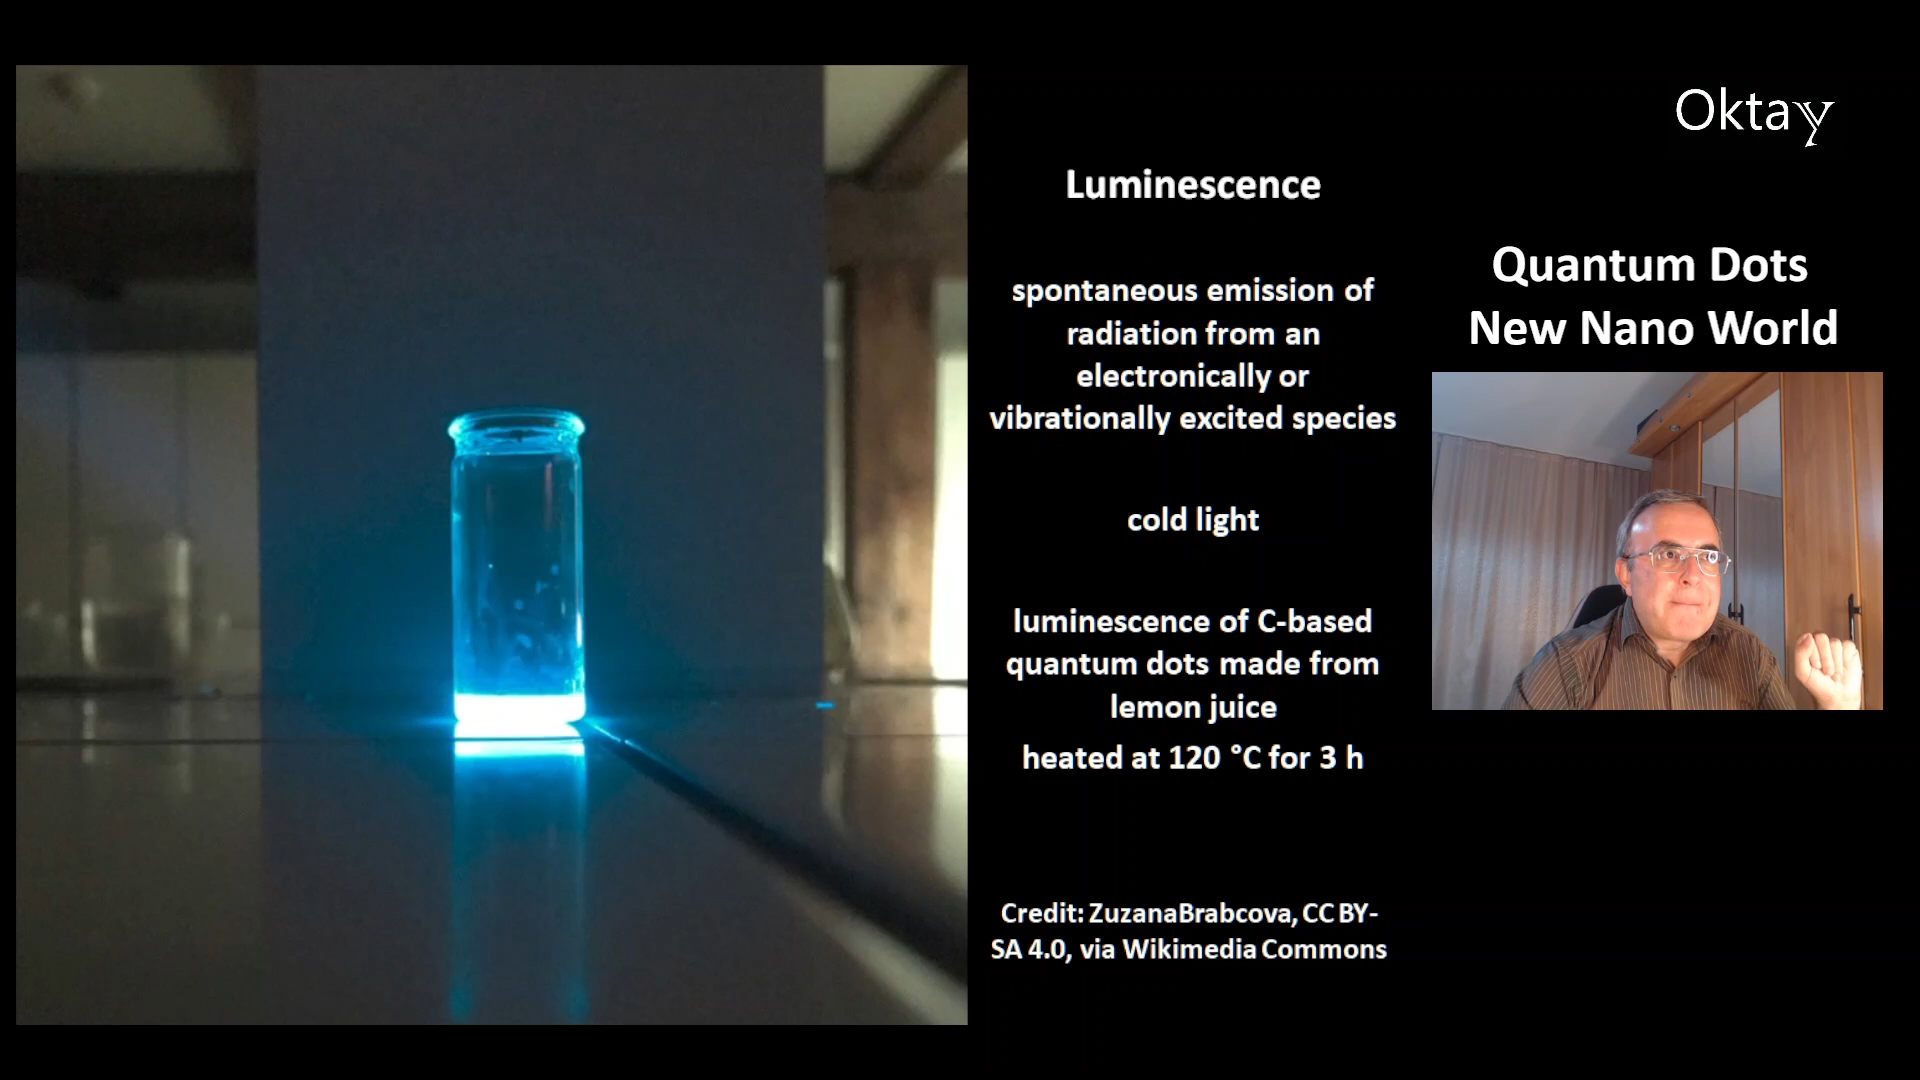 Oktay
Luminescence
spontaneous emission of
radiation from an
electronically or
vibrationally excited species
cold light
luminescence of C-based
quantum dots made from
lemon juice
heated at 120 °C for 3 h
Credit: ZuzanaBrabcova, CC BY-
SA 4.0, via Wikimedia Commons
Quantum Dots
New Nano World